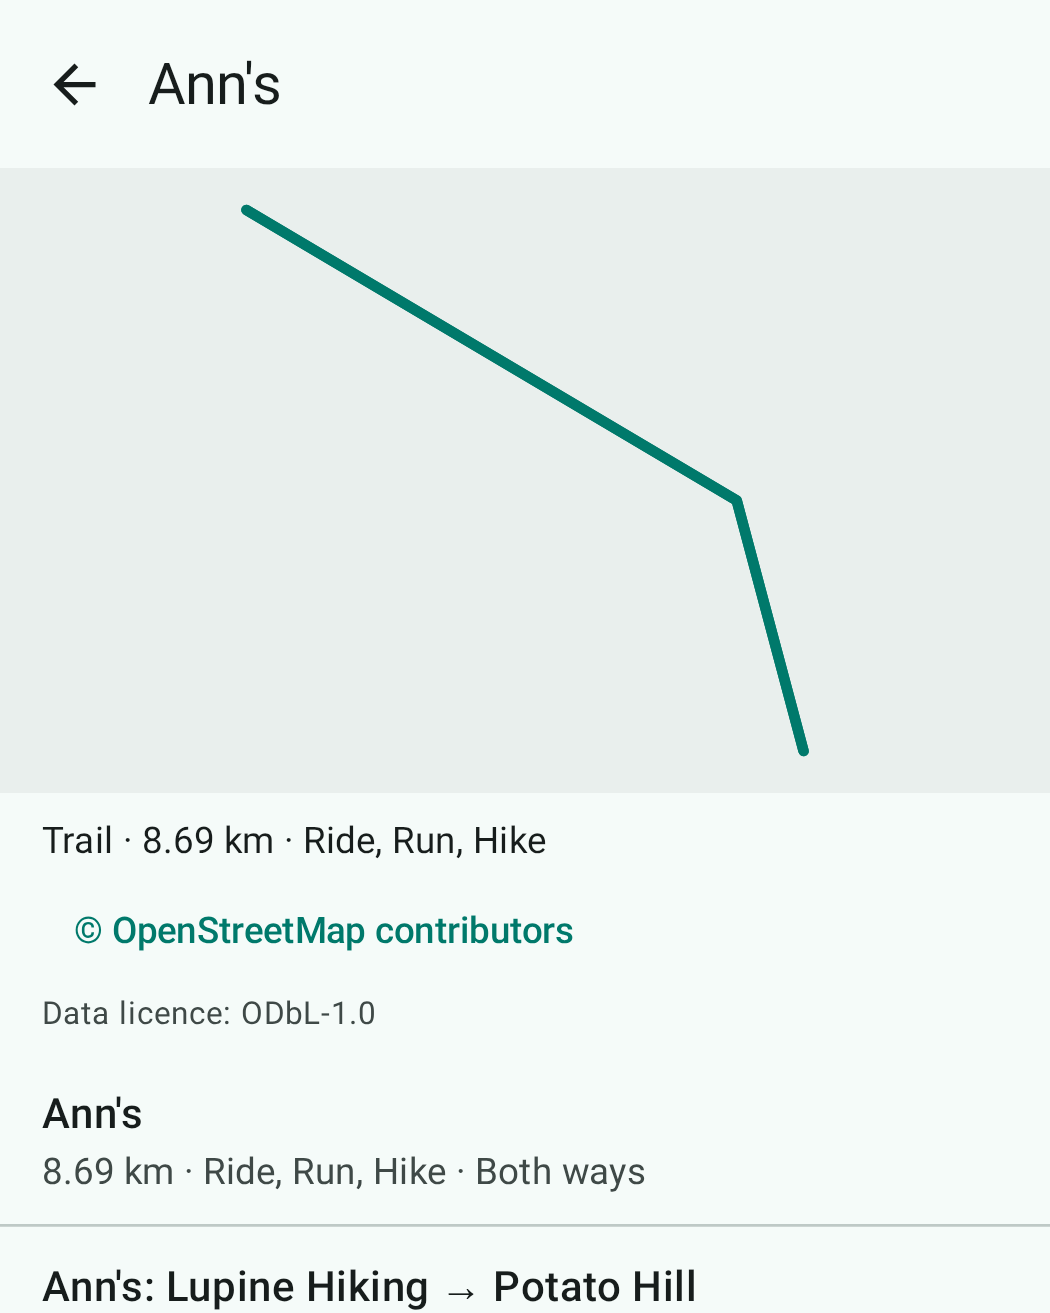 Ann's
Trail · 8.69 km · Ride, Run, Hike
© OpenStreetMap contributors
Data licence: ODbL-1.0
Ann's
8.69 km · Ride, Run, Hike · Both ways
Ann's: Lupine Hiking → Potato Hill